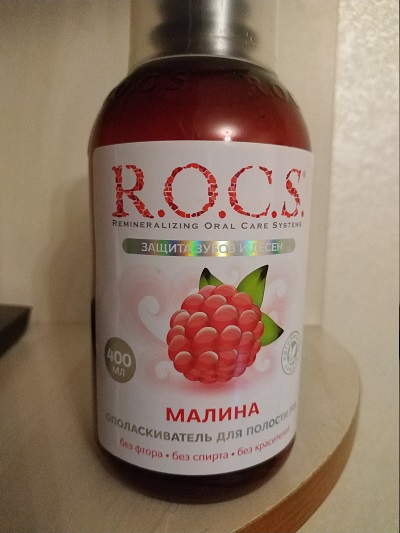 R.O.C.S.
REMINERALIZING ORAL CARE SYSTEMS
ЗАЩИТА ЗУБОВ И ДЕСЕН
400
МЛ
МАЛИНА
ОПОЛАСКИВАТЕЛЬ ДЛЯ ПОЛОСТИ
без фтора • без спирта • без красителей